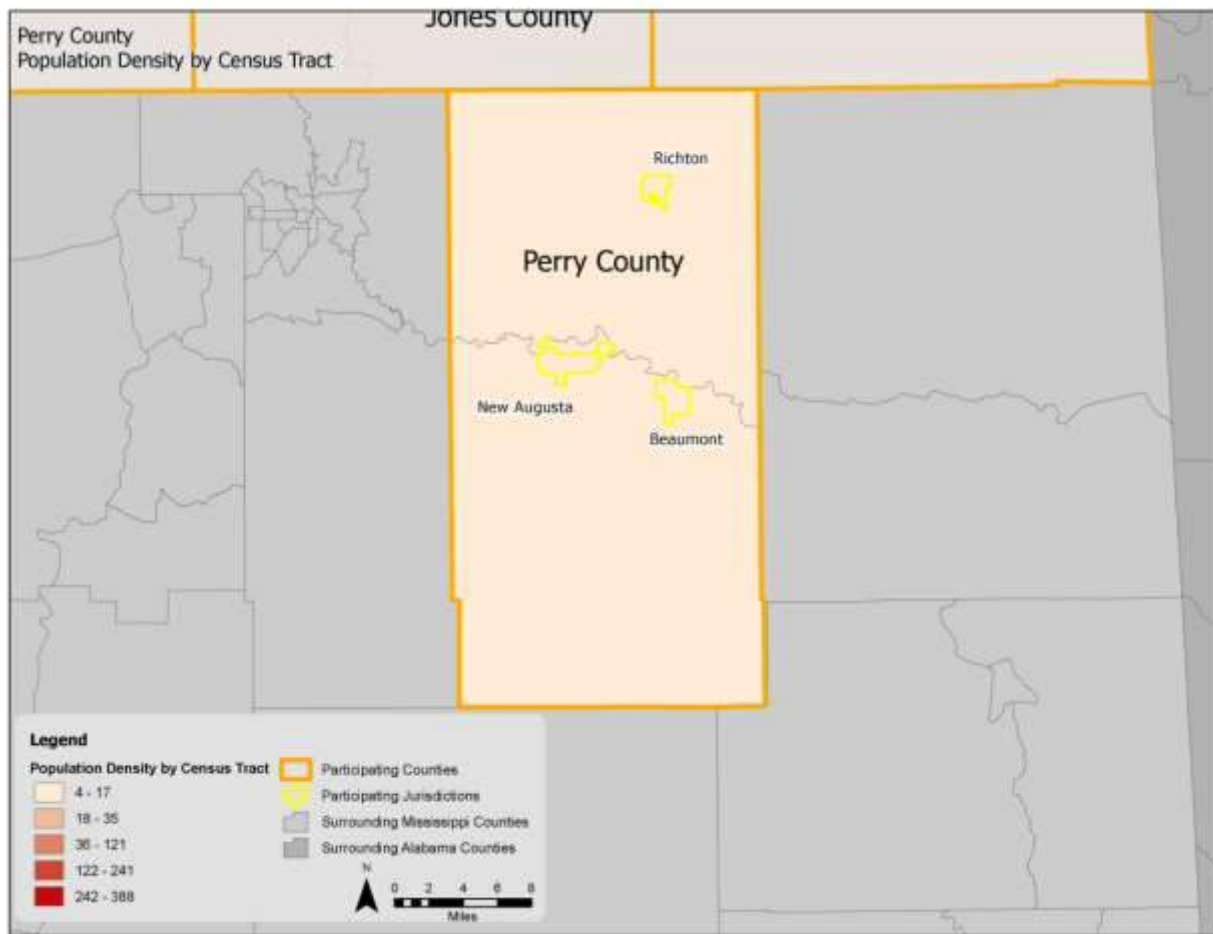 Jones County
Perry County
Population Density by Census Tract
Richton
Perry County
New Augusta
Beaumont
Legend
Population Density by Census Tract
4 - 17
18 - 35
36 - 121
122 - 241
242 - 388
Participating Counties
Participating Jurisdictions
Surrounding Mississippi Counties
Surrounding Alabama Counties
N
0 2 4 6 8
Miles